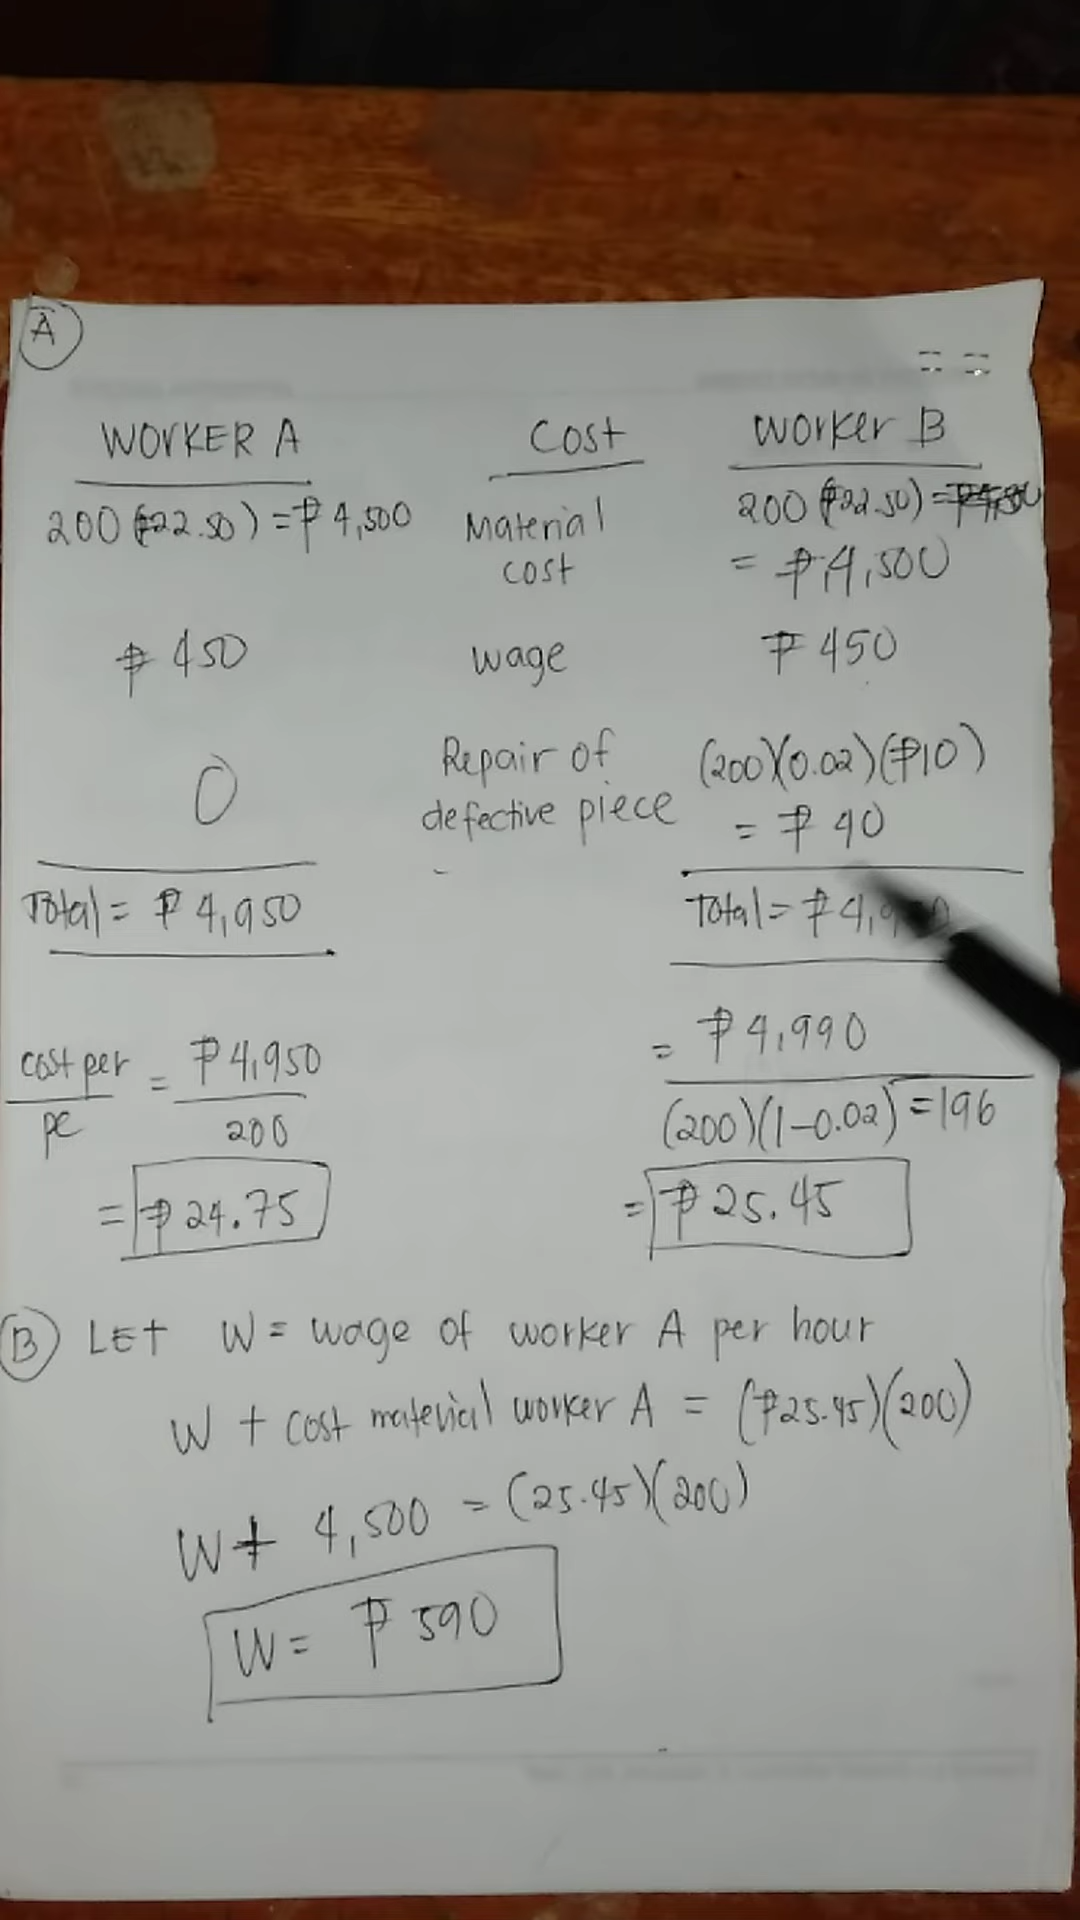 A
WORKER A Cost Worker B
200 (₱22.50) = ₱ 4,500 Material cost 200 (₱22.50) =
= ₱ 4,500
₱ 450 wage ₱ 450
0 Repair of defective piece (200)(0.02)(₱10)
= ₱ 40
Total = ₱ 4,950 Total = ₱ 4,9
cost per pc = ₱ 4,950 / 200 = ₱ 4,990 / (200)(1-0.02) = 196
= ₱ 24.75 = ₱ 25.45
B LET W = wage of worker A per hour
W + cost material worker A = (₱25.45)(200)
W + 4,500 = (25.45)(200)
W = ₱ 590